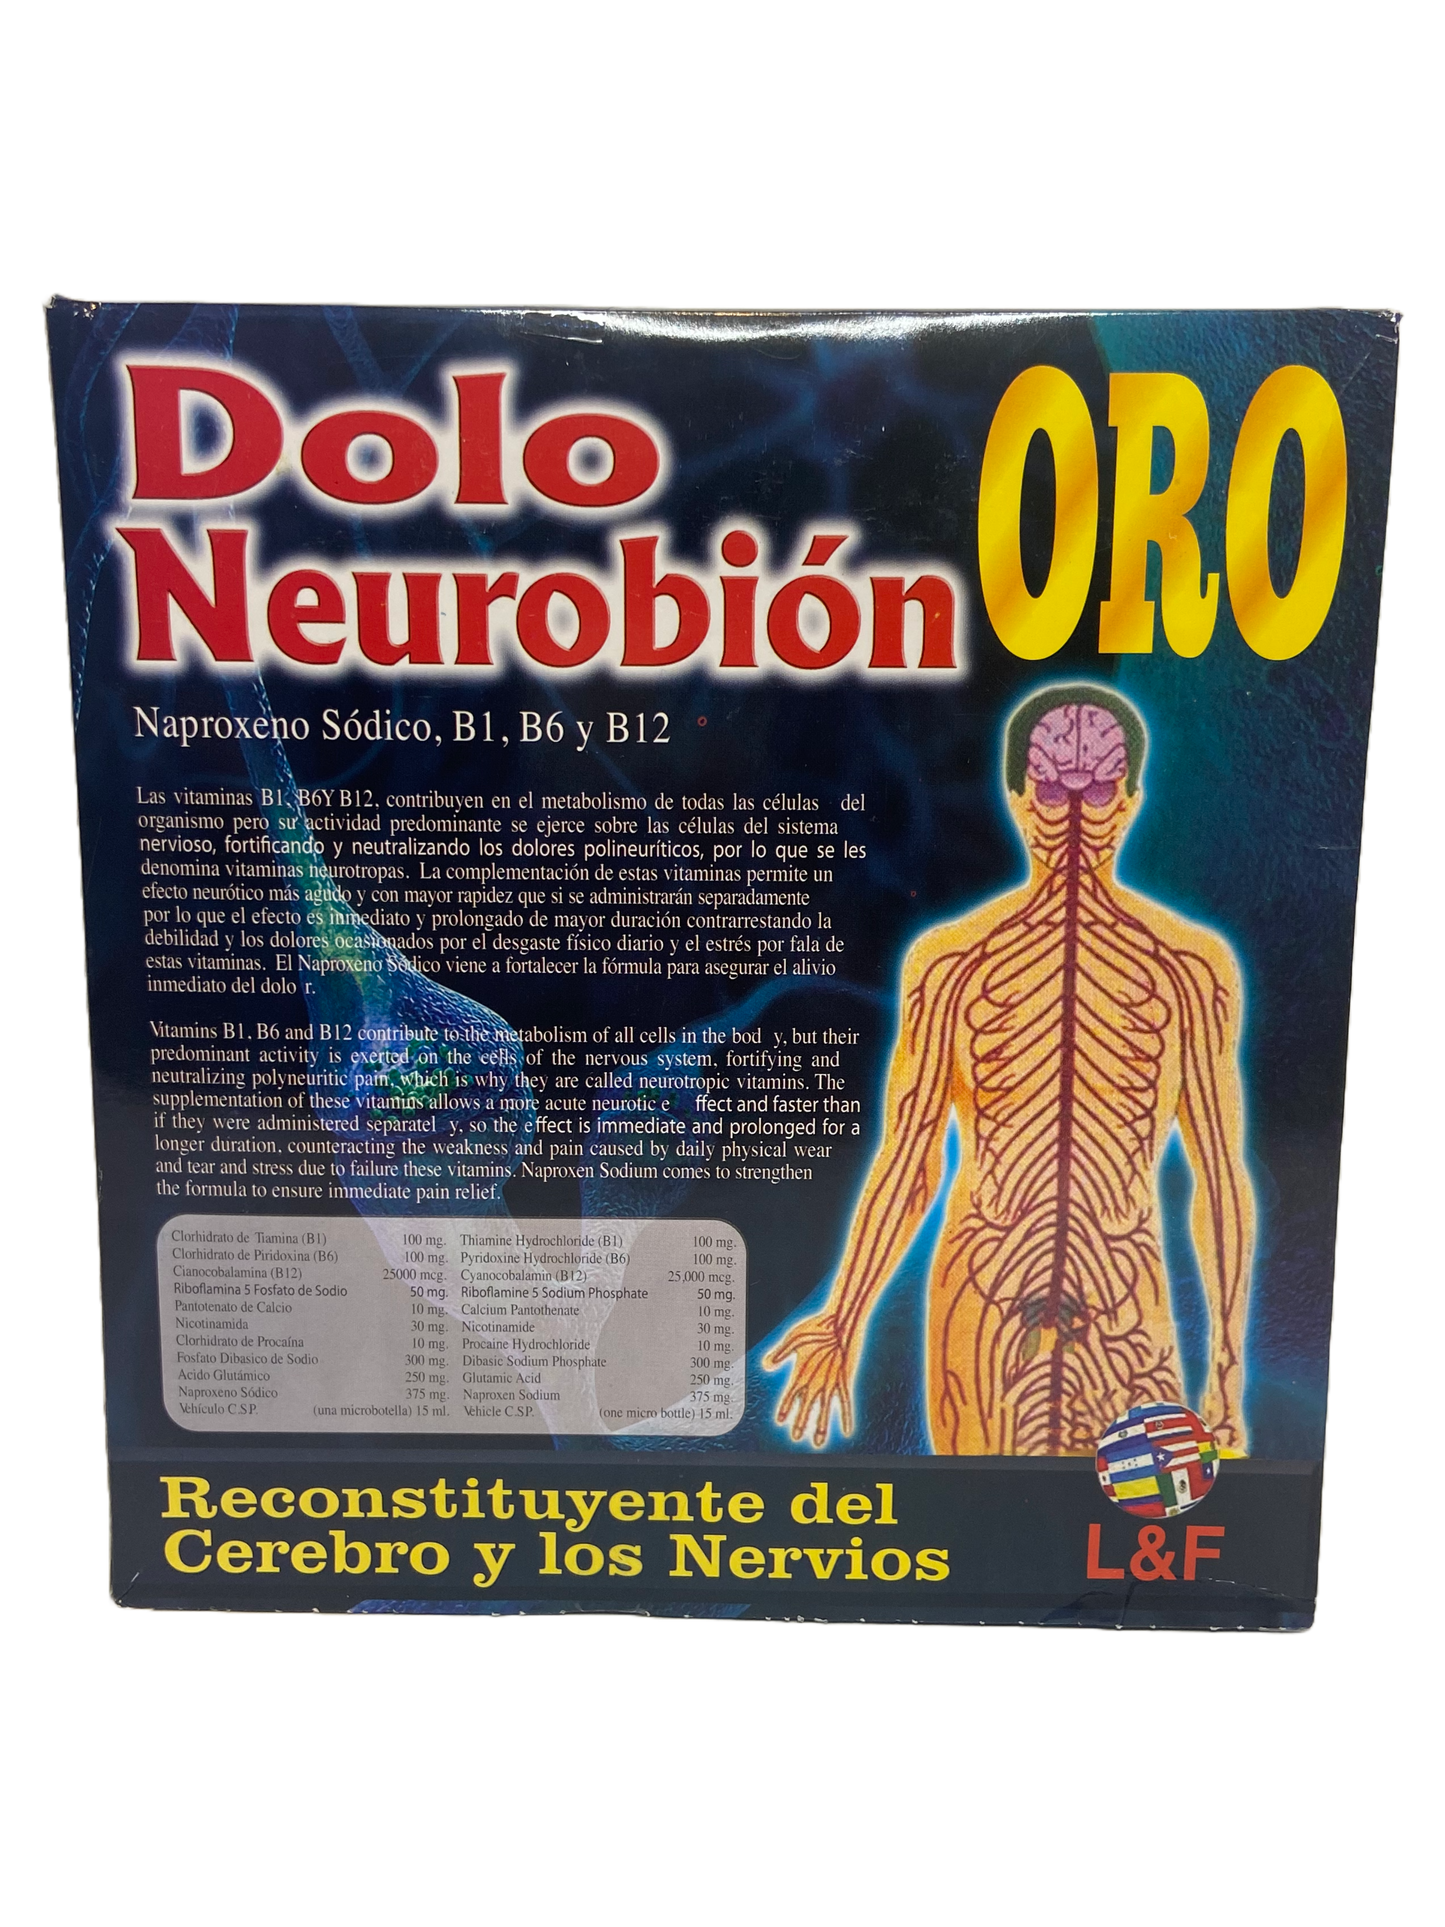 Dolo
Neurobión
ORO
Naproxeno Sódico, B1, B6 y B12
Las vitaminas B1, B6Y B12, contribuyen en el metabolismo de todas las células del
organismo pero su actividad predominante se ejerce sobre las células del sistema
nervioso, fortificando y neutralizando los dolores polineuríticos, por lo que se les
denomina vitaminas neurotropas. La complementación de estas vitaminas permite un
efecto neurótico más agudo y con mayor rapidez que si se administrarán separadamente
por lo que el efecto es inmediato y prolongado de mayor duración contrarrestando la
debilidad y los dolores ocasionados por el desgaste físico diario y el estrés por fala de
estas vitaminas. El Naproxeno Sódico viene a fortalecer la fórmula para asegurar el alivio
inmediato del dolo r.
Vitamins B1, B6 and B12 contribute to the metabolism of all cells in the bod y, but their
predominant activity is exerted on the cells of the nervous system, fortifying and
neutralizing polyneuritic pain, which is why they are called neurotropic vitamins. The
supplementation of these vitamins allows a more acute neurotic e ffect and faster than
if they were administered separatel y, so the effect is immediate and prolonged for a
longer duration, counteracting the weakness and pain caused by daily physical wear
and tear and stress due to failure these vitamins. Naproxen Sodium comes to strengthen
the formula to ensure immediate pain relief.
Clorhidrato de Tiamina (B1) 100 mg. Thiamine Hydrochloride (B1) 100 mg.
Clorhidrato de Piridoxina (B6) 100 mg. Pyridoxine Hydrochloride (B6) 100 mg.
Cianocobalamina (B12) 25000 mcg. Cyanocobalamin (B12) 25,000 mcg.
Riboflamina 5 Fosfato de Sodio 50 mg. Riboflamine 5 Sodium Phosphate 50 mg.
Pantotenato de Calcio 10 mg. Calcium Pantothenate 10 mg.
Nicotinamida 30 mg. Nicotinamide 30 mg.
Clorhidrato de Procaína 10 mg. Procaine Hydrochloride 10 mg.
Fosfato Dibasico de Sodio 300 mg. Dibasic Sodium Phosphate 300 mg.
Acido Glutámico 250 mg. Glutamic Acid 250 mg.
Naproxeno Sódico 375 mg. Naproxen Sodium 375 mg.
Vehículo C.S.P. (una microbotella) 15 ml. Vehicle C.S.P. (one micro bottle) 15 ml.
Reconstituyente del
Cerebro y los Nervios
L&F